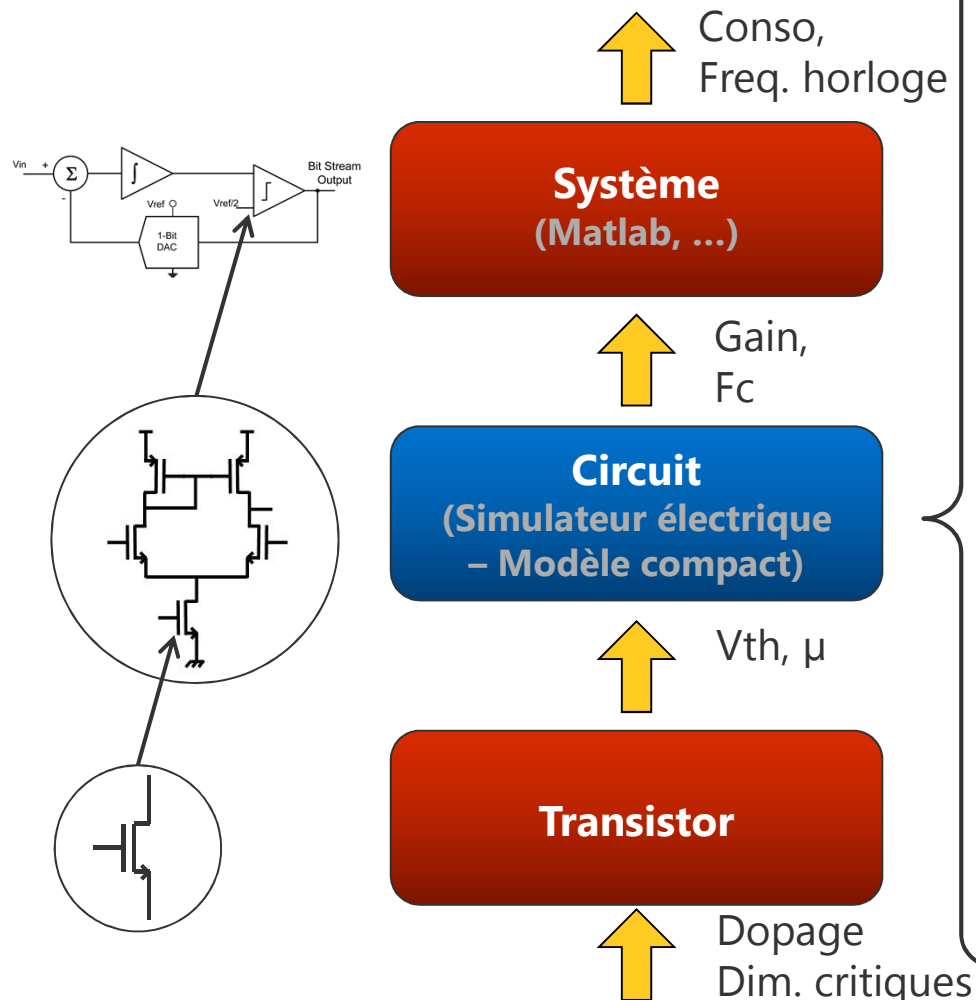 Conso,
Freq. horloge
Vin
+
Σ
-
∫
Vref
1-Bit
DAC
Vref/2
Bit Stream
Output
Système
(Matlab, ...)
Gain,
Fc
Circuit
(Simulateur électrique
– Modèle compact)
Vth, µ
Transistor
Dopage
Dim. critiques